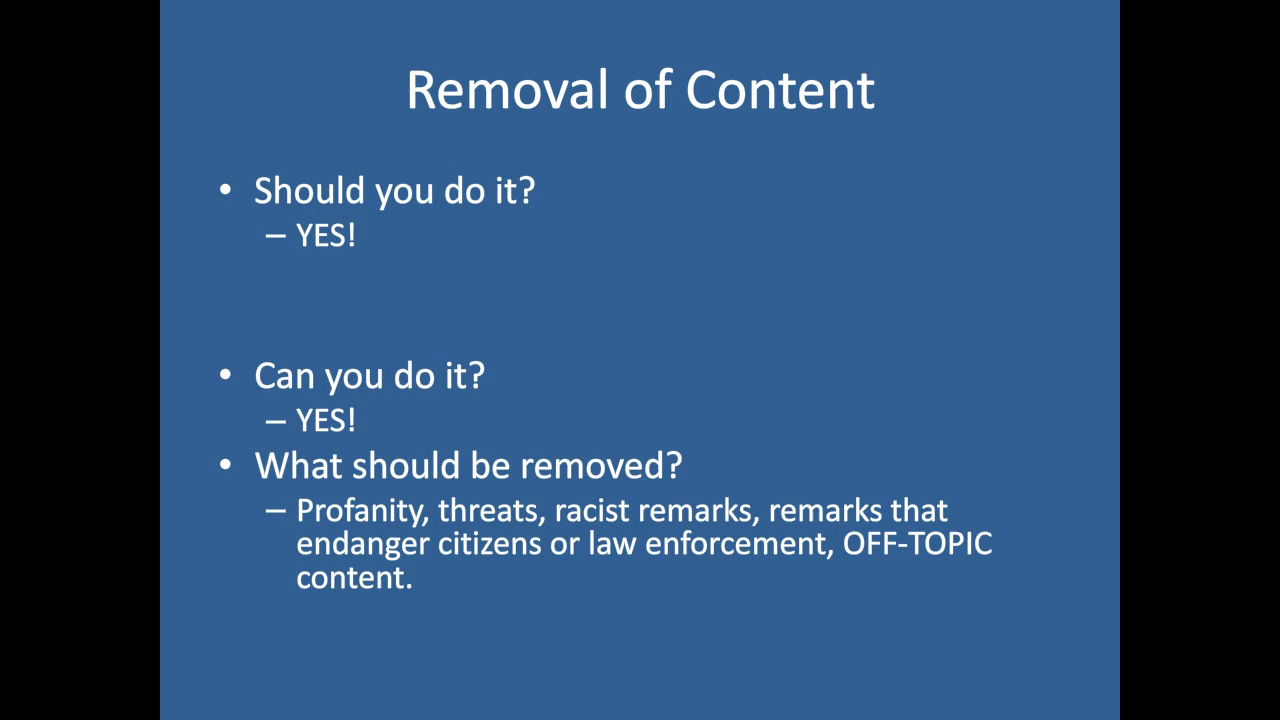 Removal of Content
• Should you do it?
– YES!
• Can you do it?
– YES!
• What should be removed?
– Profanity, threats, racist remarks, remarks that
endanger citizens or law enforcement, OFF-TOPIC
content.